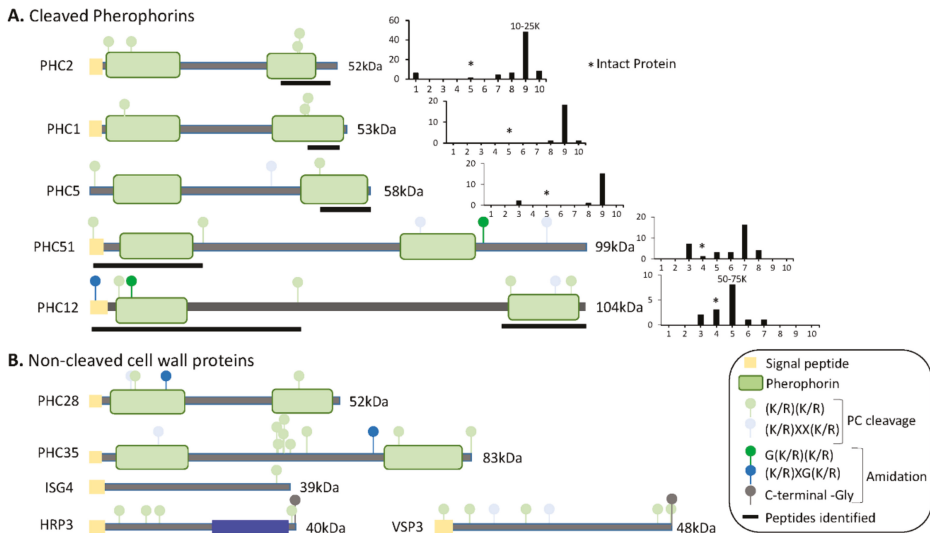 A. Cleaved Pherophorins
PHC2
52kDa
60
40
20
0
10-25K
*
1 2 3 4 5 6 7 8 9 10
*Intact Protein
PHC1
53kDa
20
10
0
*
1 2 3 4 5 6 7 8 9 10
PHC5
58kDa
20
10
0
*
1 2 3 4 5 6 7 8 9 10
PHC51
99kDa
20
10
0
*
1 2 3 4 5 6 7 8 9 10
PHC12
104kDa
10
5
0
50-75K
*
1 2 3 4 5 6 7 8 9 10
B. Non-cleaved cell wall proteins
PHC28
52kDa
PHC35
83kDa
ISG4
39kDa
HRP3
40kDa
VSP3
48kDa
Signal peptide
Pherophorin
(K/R)(K/R)
(K/R)XX(K/R)
PC cleavage
G(K/R)(K/R)
(K/R)XG(K/R)
Amidation
C-terminal -Gly
Peptides identified